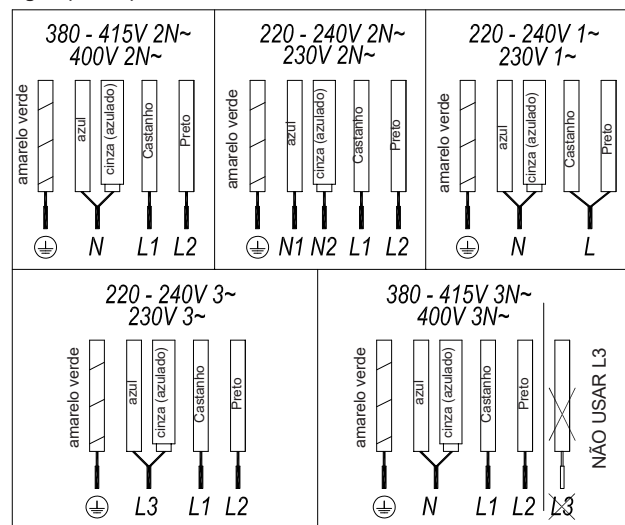 380 - 415V 2N~
400V 2N~
amarelo verde
azul
cinza (azulado)
Castanho
Preto
N L1 L2
220 - 240V 2N~
230V 2N~
amarelo verde
azul
cinza (azulado)
Castanho
Preto
N1 N2 L1 L2
220 - 240V 1~
230V 1~
amarelo verde
azul
cinza (azulado)
Castanho
Preto
N L
220 - 240V 3~
230V 3~
amarelo verde
azul
cinza (azulado)
Castanho
Preto
L3 L1 L2
380 - 415V 3N~
400V 3N~
amarelo verde
azul
cinza (azulado)
Castanho
Preto
NÃO USAR L3
N L1 L2 L3